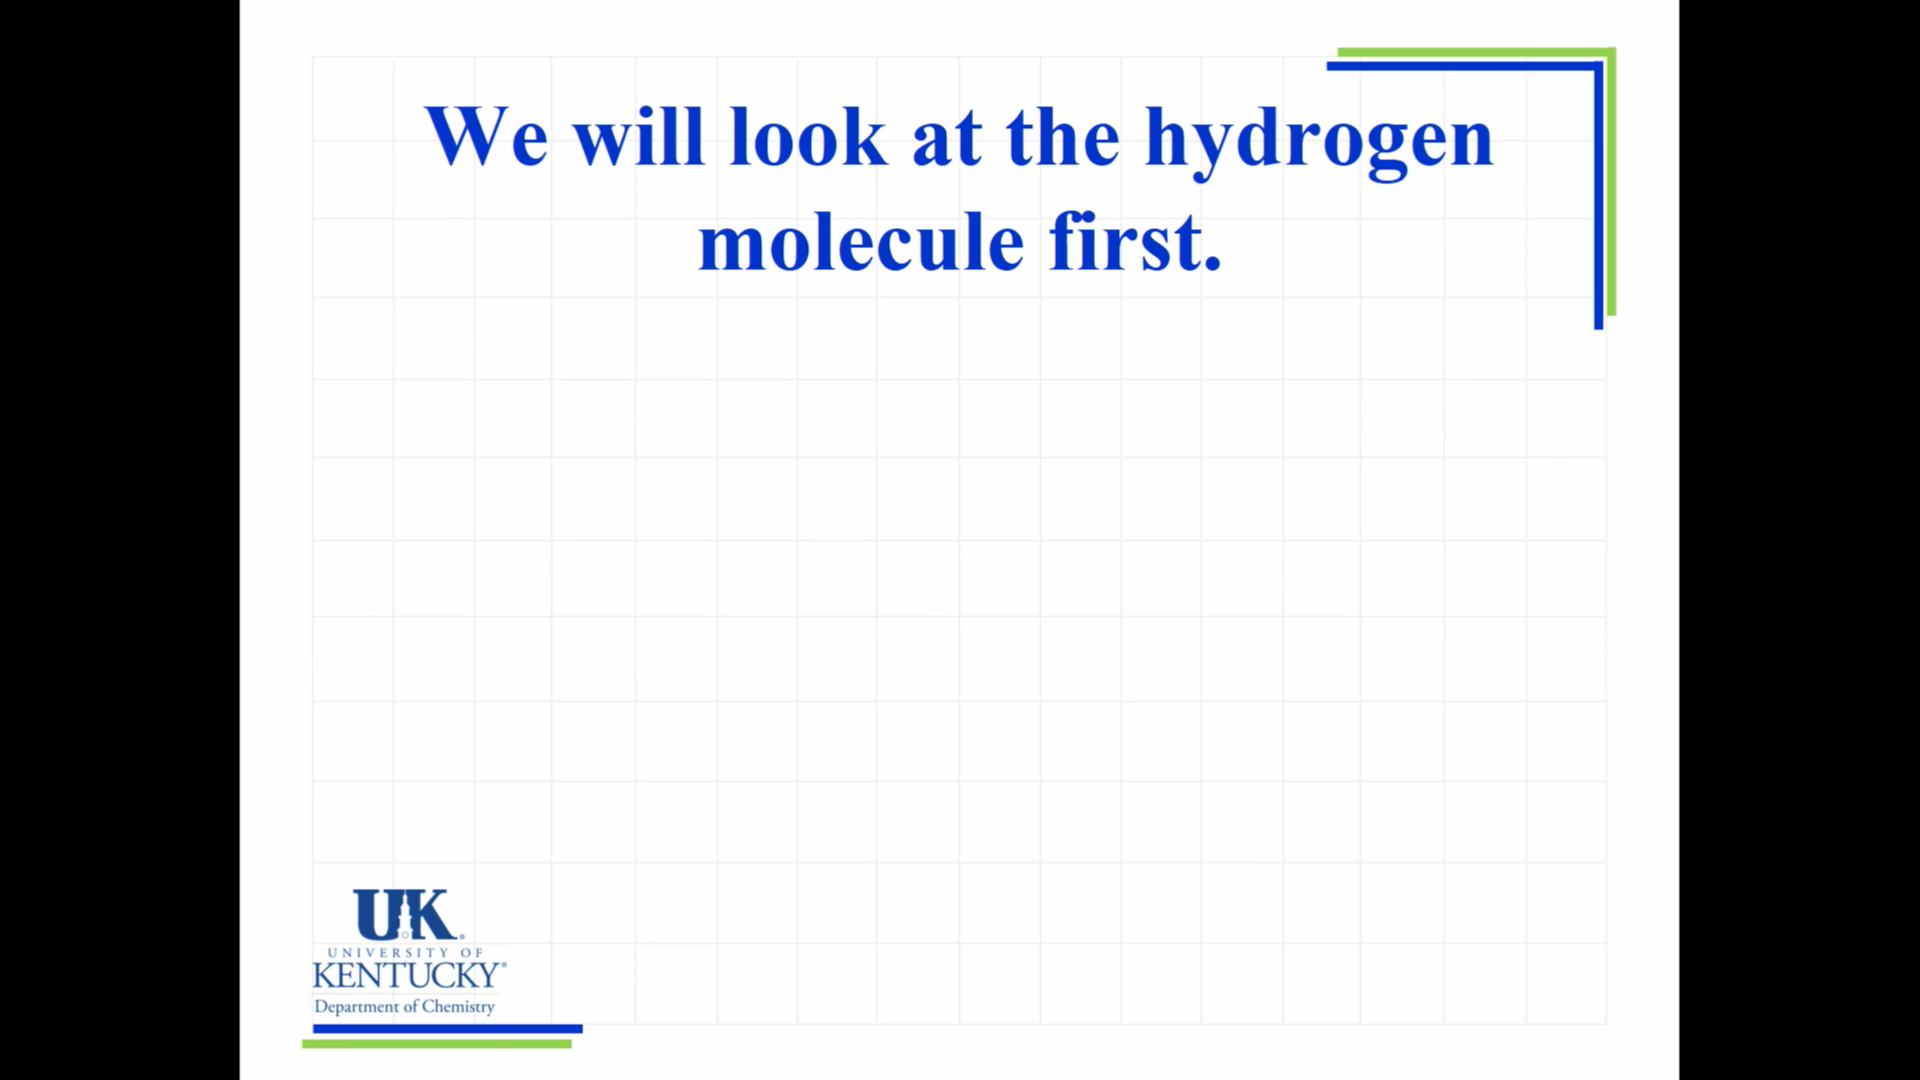 We will look at the hydrogen
molecule first.
UK
UNIVERSITY OF
KENTUCKY®
Department of Chemistry